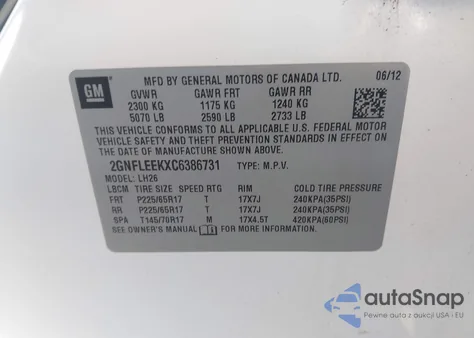 GM
MFD BY GENERAL MOTORS OF CANADA LTD. 06/12
GVWR GAWR FRT GAWR RR
2300 KG 1175 KG 1240 KG
5070 LB 2590 LB 2733 LB
THIS VEHICLE CONFORMS TO ALL APPLICABLE U.S. FEDERAL MOTOR
VEHICLE SAFETY AND THEFT PREVENTION STANDARDS IN EFFECT
ON THE DATE OF MANUFACTURE SHOWN ABOVE.
2GNFLEEKXC6386731 TYPE: M.P.V.
MODEL: LH26
LBCM TIRE SIZE SPEED RTG RIM COLD TIRE PRESSURE
FRT P225/65R17 T 17X7J 240KPA(35PSI)
RR P225/65R17 T 17X7J 240KPA(35PSI)
SPA T145/70R17 M 17X4.5T 420KPA(60PSI)
SEE OWNER'S MANUAL FOR MORE INFORMATION.
autoSnap
Pewne auto z USA i EU